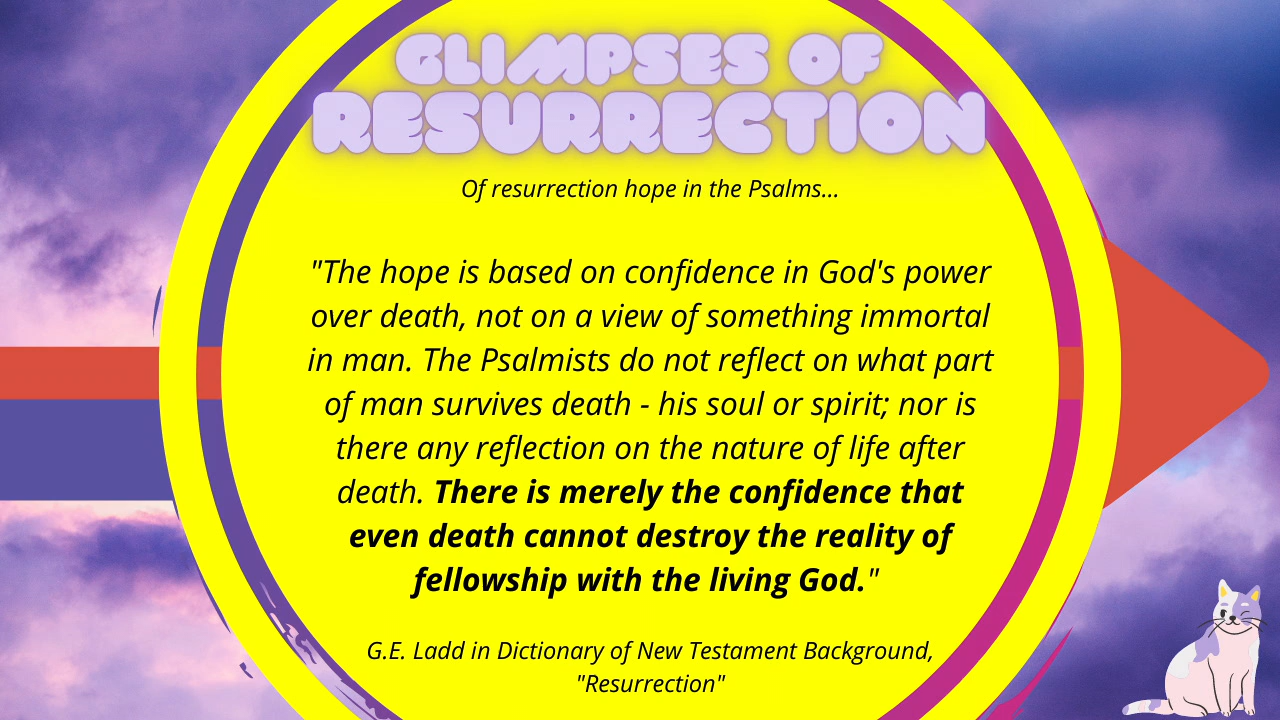 GLIMPSES OF
RESURRECTION
Of resurrection hope in the Psalms...
"The hope is based on confidence in God's power
over death, not on a view of something immortal
in man. The Psalmists do not reflect on what part
of man survives death - his soul or spirit; nor is
there any reflection on the nature of life after
death. There is merely the confidence that
even death cannot destroy the reality of
fellowship with the living God."
G.E. Ladd in Dictionary of New Testament Background,
"Resurrection"